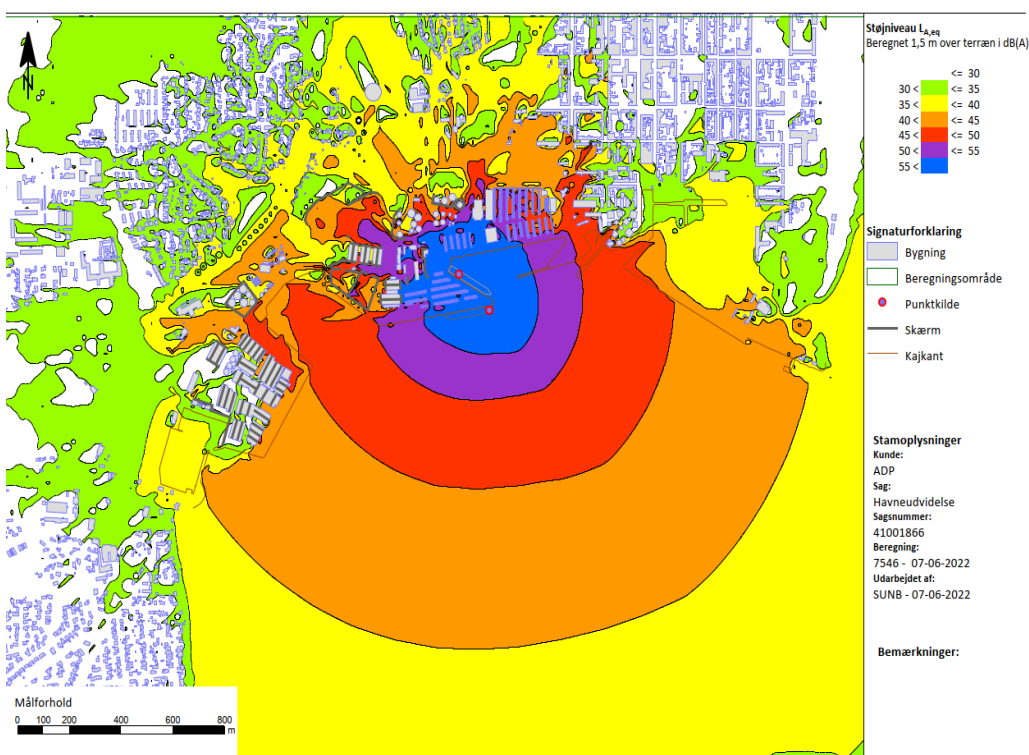 N
Støjniveau LA,eq
Beregnet 1,5 m over terræn i dB(A)
<= 30
30 < <= 35
35 < <= 40
40 < <= 45
45 < <= 50
50 < <= 55
55 <
Signaturforklaring
Bygning
Beregningsområde
Punktkilde
Skærm
Kajkant
Stamoplysninger
Kunde:
ADP
Sag:
Havneudvidelse
Sagsnummer:
41001866
Beregning:
7546 - 07-06-2022
Udarbejdet af:
SUNB - 07-06-2022
Bemærkninger:
Målforhold
0 100 200 400 600 800
m